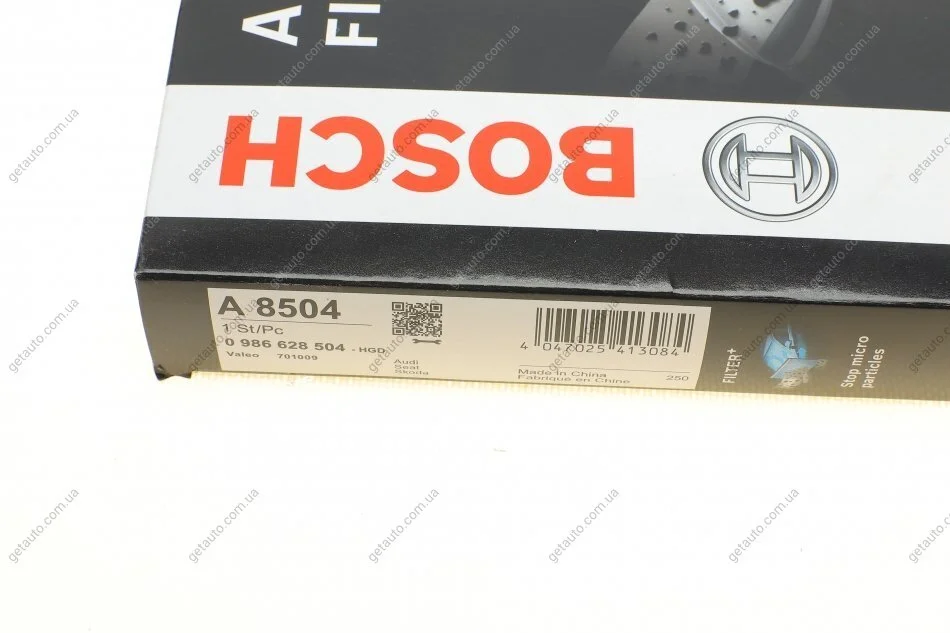 A
FI
BOSCH
A 8504
1 St/Pc
0 986 628 504 - HGD
Valeo 701009
Audi
Seat
Skoda
4 047025 413084
Made in China
Fabriqué en Chine
250
FILTER+
Stop micro
particles
getauto.com.ua